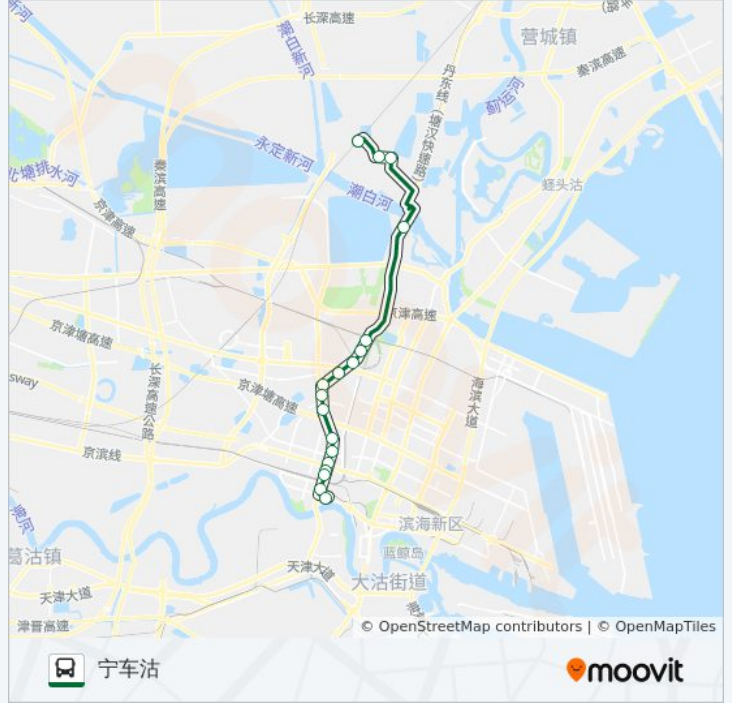 长深高速
营城镇
潮白新河
秦滨高速
丹东线 (塘汉快速路)
蓟运河
永定新河
秦滨高速
北塘排水河
潮白河
蛏头沽
京津高速
京津高速
京津塘高速
sway
长深高速公路
京津塘高速
海滨大道
京滨线
滨海新区
葛沽镇
蓝鲸岛
天津大道
大沽街道
天津大道
津晋高速
© OpenStreetMap contributors | © OpenMapTiles
宁车沽
moovit